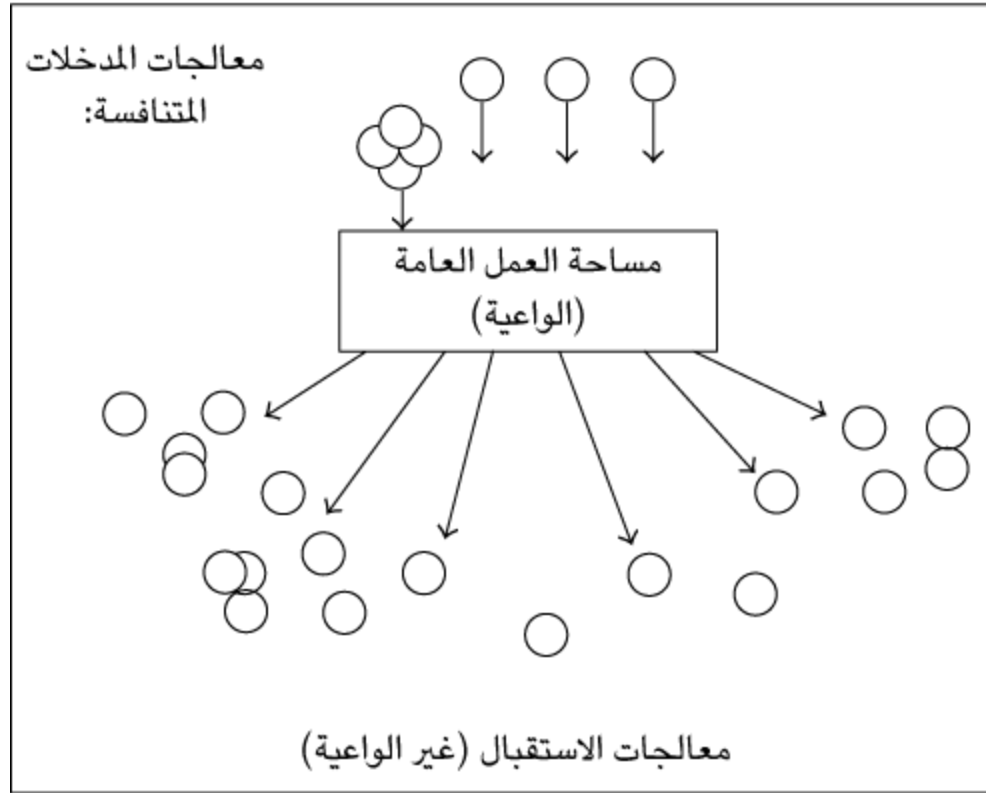 معالجات المدخلات
المتنافسة:
مساحة العمل العامة
(الواعية)
معالجات الاستقبال (غير الواعية)